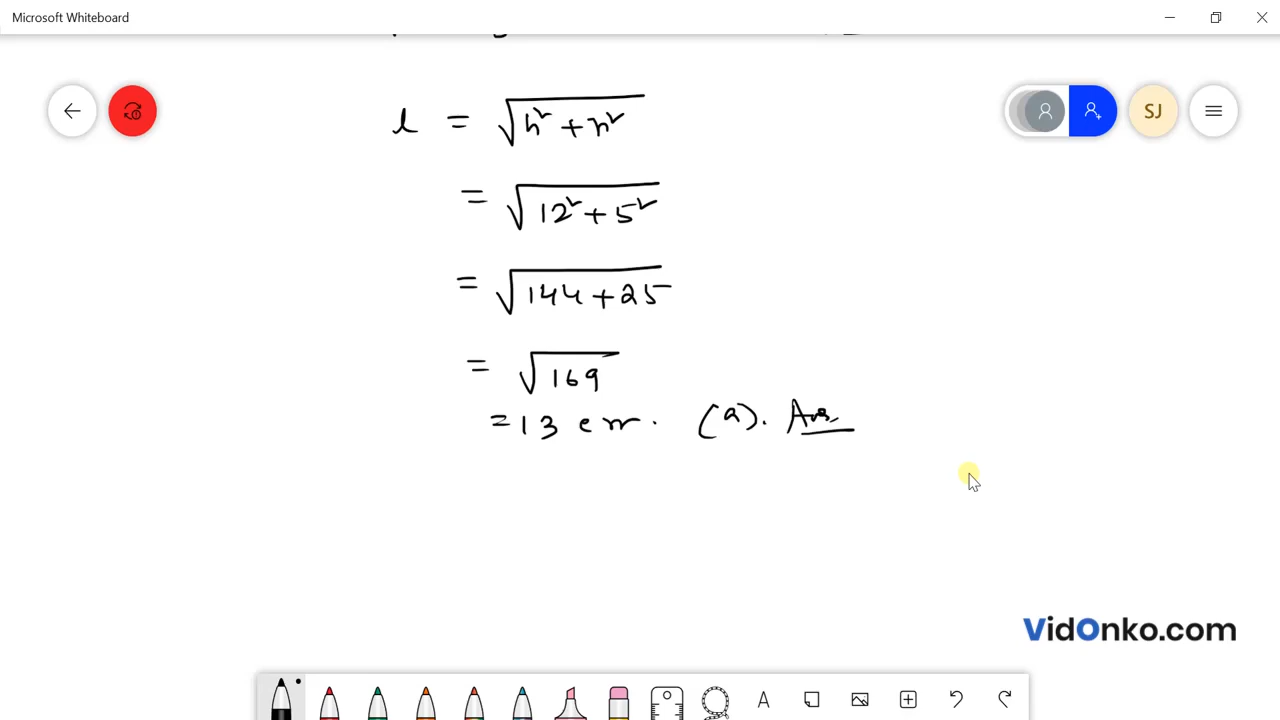 Microsoft Whiteboard
SJ
l = √h² + r²
= √12² + 5²
= √144 + 25
= √169
= 13 cm. (a). Ans.
VidOnko.com
A